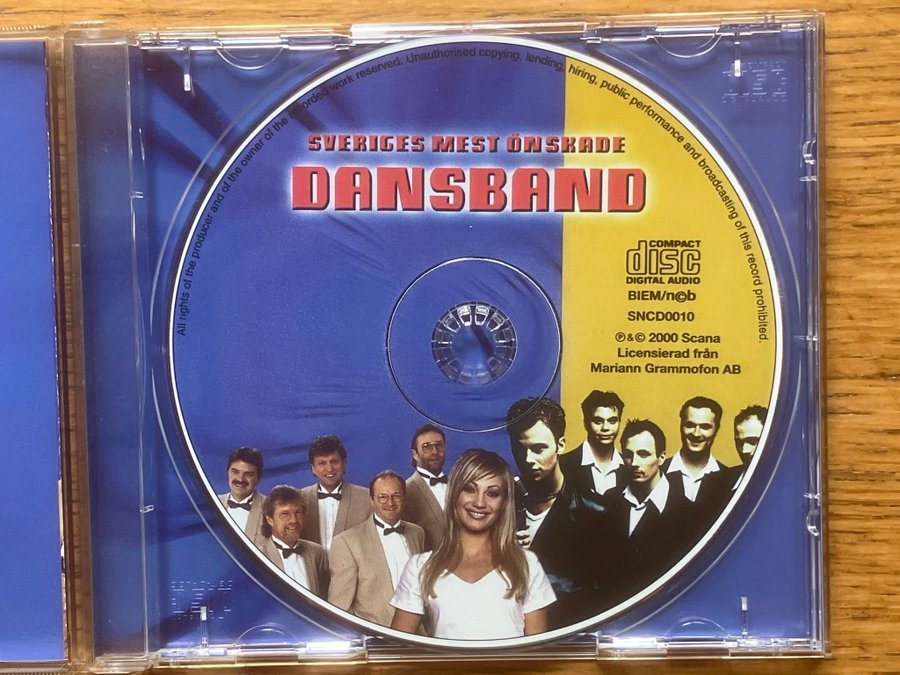 All rights of the producer and of the owner of the recorded work reserved. Unauthorised copying, lending, hiring, public performance and broadcasting of this record prohibited.
SVERIGES MEST ÖNSKADE
DANSBAND
COMPACT
disc
DIGITAL AUDIO
BIEM/n©b
SNCD0010
℗ & © 2000 Scana
Licensierad från
Mariann Grammofon AB